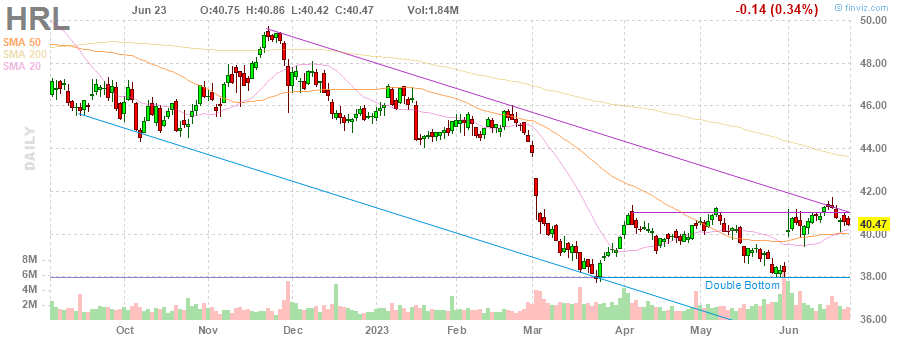 HRL
Jun 23 O:40.75 H:40.86 L:40.42 C:40.47 Vol:1.84M
-0.14 (0.34%)
finviz.com
SMA 50
SMA 200
SMA 20
DAILY
50.00
48.00
46.00
44.00
42.00
40.47
40.00
38.00
36.00
8M
6M
4M
2M
Double Bottom
Oct Nov Dec 2023 Feb Mar Apr May Jun